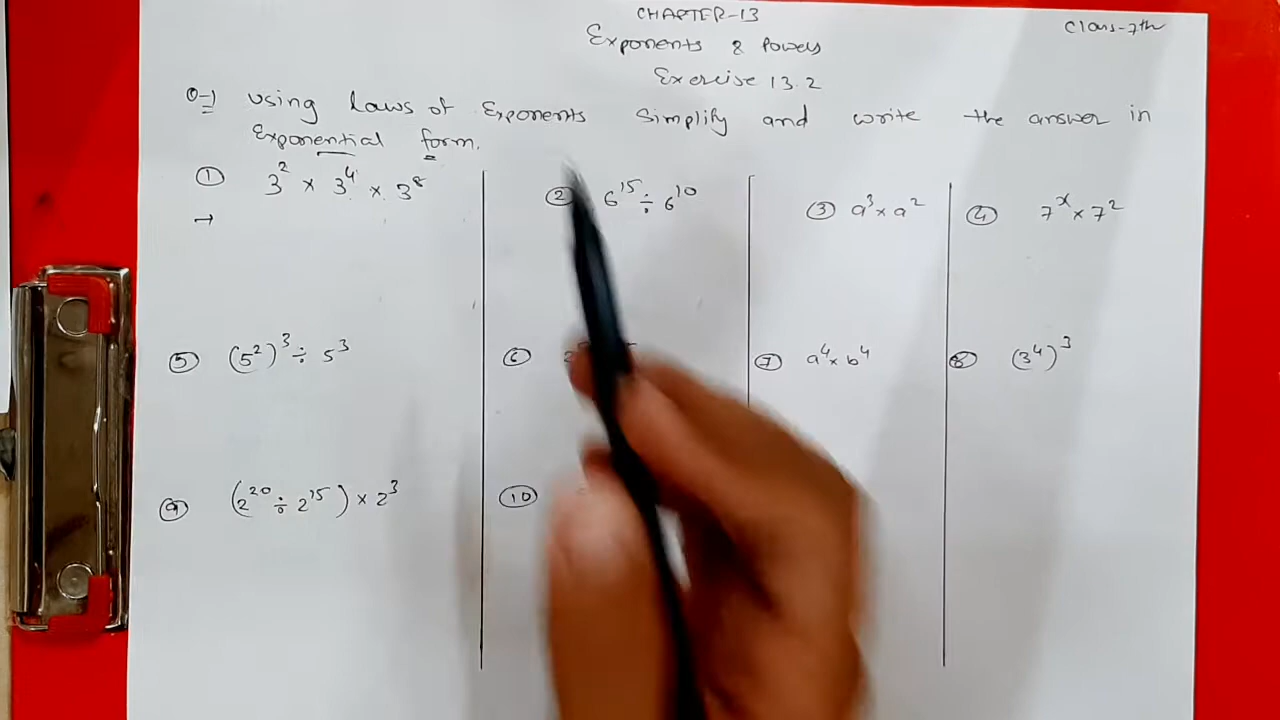 CHAPTER-13
Class-7th
Exponents & Powers
Exercise 13.2
Q-1 Using Laws of Exponents Simplify and write the answer in
Exponential form.
① 3² × 3⁴ × 3⁸
② 6¹⁵ ÷ 6¹⁰
③ a³ × a²
④ 7ˣ × 7²
→
⑤ (5²)³ ÷ 5³
⑥ 2
⑦ a⁴ × b⁴
⑧ (3⁴)³
⑨ (2²⁰ ÷ 2¹⁵) × 2³
⑩